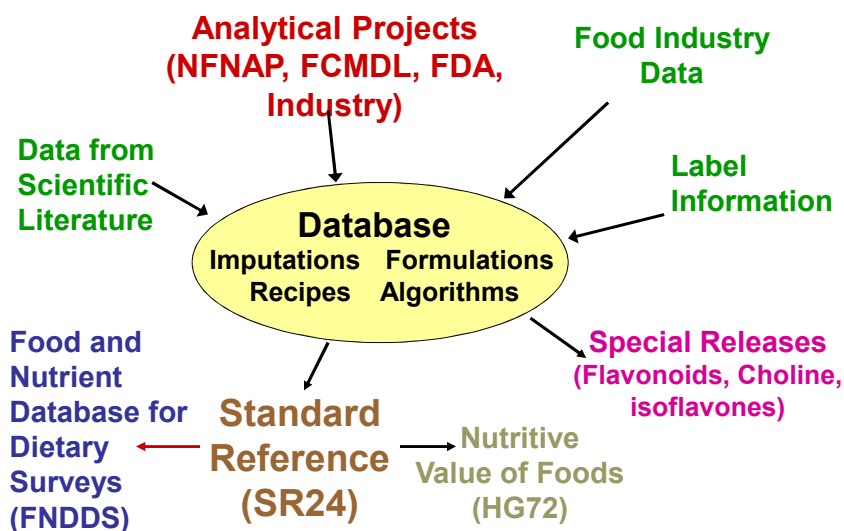 Analytical Projects
(NFNAP, FCMDL, FDA,
Industry)
Food Industry
Data
Data from
Scientific
Literature
Label
Information
Database
Imputations Formulations
Recipes Algorithms
Food and
Nutrient
Database for
Dietary
Surveys
(FNDDS)
Standard
Reference
(SR24)
Nutritive
Value of Foods
(HG72)
Special Releases
(Flavonoids, Choline,
isoflavones)